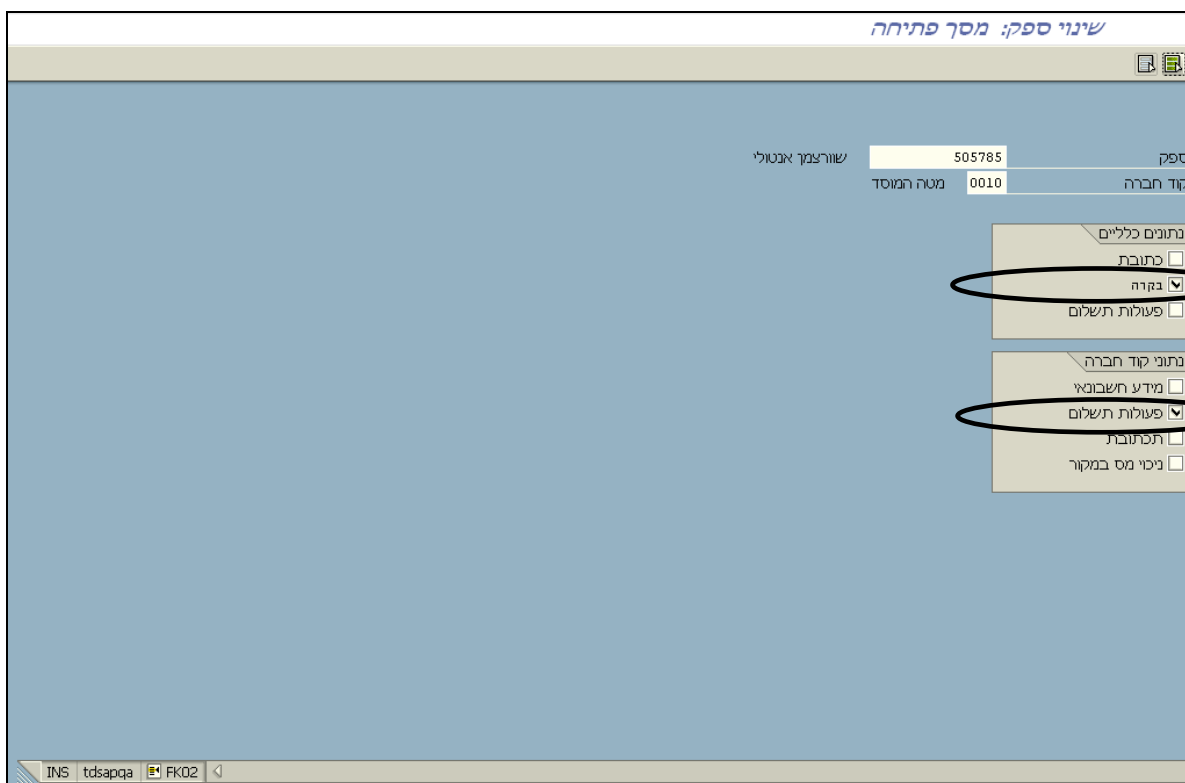 שינוי ספק: מסך פתיחה
ספק 505785 שוורצמן אנטולי
קוד חברה 0010 מטה המוסד
נתונים כלליים
כתובת
בקרה
פעולות תשלום
נתוני קוד חברה
מידע חשבונאי
פעולות תשלום
תכתובת
ניכוי מס במקור
INS tdsapqa FK02